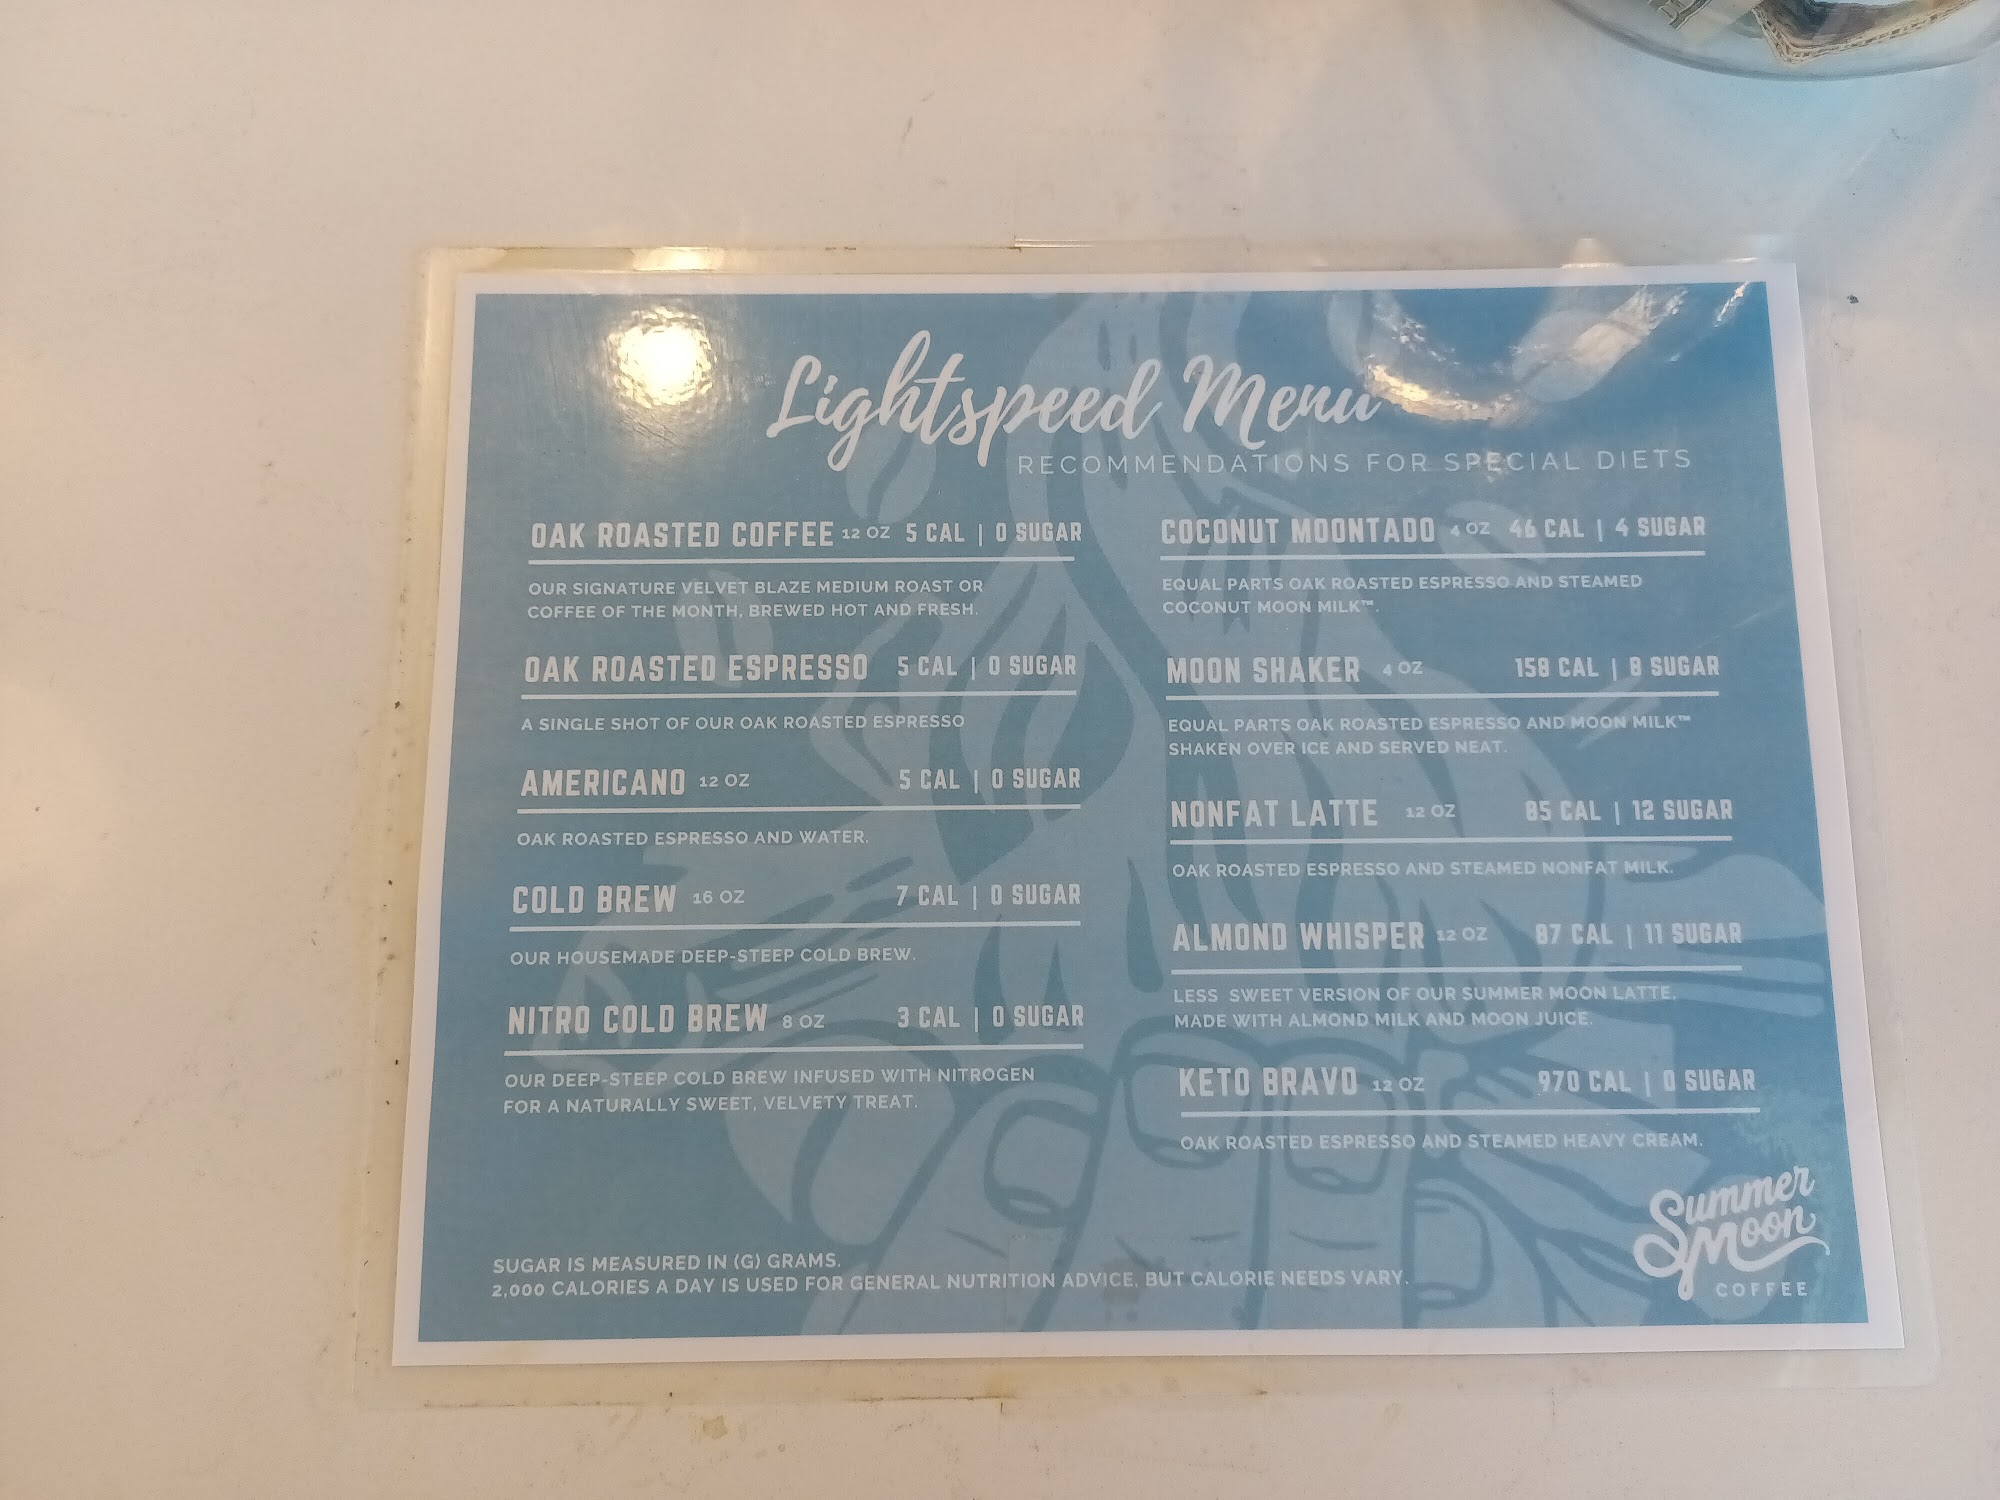 Lightspeed Menu
RECOMMENDATIONS FOR SPECIAL DIETS
OAK ROASTED COFFEE 12 OZ 5 CAL | 0 SUGAR
OUR SIGNATURE VELVET BLAZE MEDIUM ROAST OR
COFFEE OF THE MONTH, BREWED HOT AND FRESH.
OAK ROASTED ESPRESSO 5 CAL | 0 SUGAR
A SINGLE SHOT OF OUR OAK ROASTED ESPRESSO
AMERICANO 12 OZ 5 CAL | 0 SUGAR
OAK ROASTED ESPRESSO AND WATER.
COLD BREW 16 OZ 7 CAL | 0 SUGAR
OUR HOUSEMADE DEEP-STEEP COLD BREW.
NITRO COLD BREW 8 OZ 3 CAL | 0 SUGAR
OUR DEEP-STEEP COLD BREW INFUSED WITH NITROGEN
FOR A NATURALLY SWEET, VELVETY TREAT.
COCONUT MOONTADO 4 OZ 46 CAL | 4 SUGAR
EQUAL PARTS OAK ROASTED ESPRESSO AND STEAMED
COCONUT MOON MILK™.
MOON SHAKER 4 OZ 158 CAL | 8 SUGAR
EQUAL PARTS OAK ROASTED ESPRESSO AND MOON MILK™
SHAKEN OVER ICE AND SERVED NEAT.
NONFAT LATTE 12 OZ 85 CAL | 12 SUGAR
OAK ROASTED ESPRESSO AND STEAMED NONFAT MILK.
ALMOND WHISPER 12 OZ 87 CAL | 11 SUGAR
LESS SWEET VERSION OF OUR SUMMER MOON LATTE,
MADE WITH ALMOND MILK AND MOON JUICE.
KETO BRAVO 12 OZ 970 CAL | 0 SUGAR
OAK ROASTED ESPRESSO AND STEAMED HEAVY CREAM.
SUGAR IS MEASURED IN (G) GRAMS.
2,000 CALORIES A DAY IS USED FOR GENERAL NUTRITION ADVICE, BUT CALORIE NEEDS VARY.
Summer
Moon
COFFEE